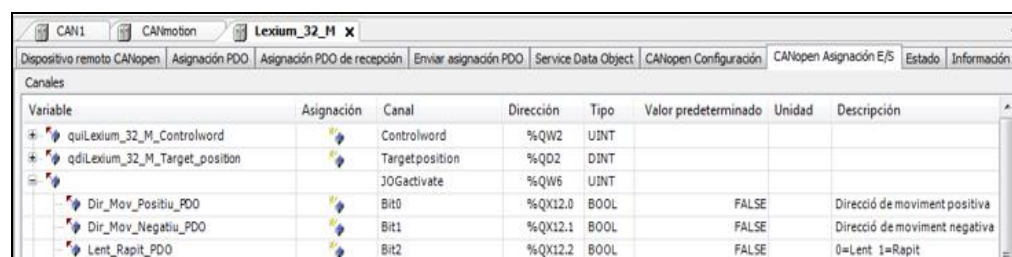 CAN1 CANmotion Lexium_32_M X
Dispositivo remoto CANopen Asignación PDO Asignación PDO de recepción Enviar asignación PDO Service Data Object CANopen Configuración CANopen Asignación E/S Estado Información
Canales
Variable Asignación Canal Dirección Tipo Valor predeterminado Unidad Descripción
quiLexium_32_M_Controlword Controlword %QW2 UINT
qdiLexium_32_M_Target_position Targetposition %QD2 DINT
JOGactivate %QW6 UINT
Dir_Mov_Positiu_PDO Bit0 %QX12.0 BOOL FALSE Direcció de moviment positiva
Dir_Mov_Negatiu_PDO Bit1 %QX12.1 BOOL FALSE Direcció de moviment negativa
Lent_Rapit_PDO Bit2 %QX12.2 BOOL FALSE 0=Lent 1=Rapit